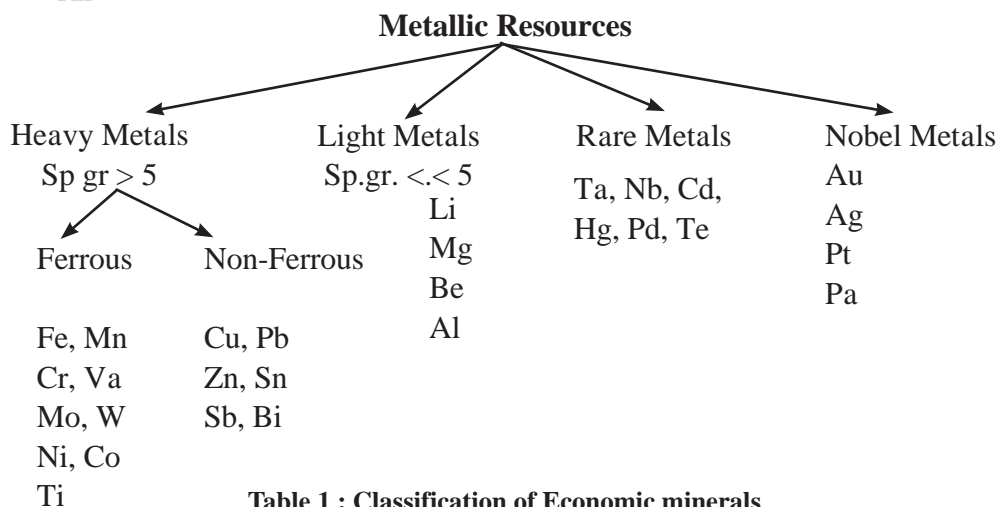 Metallic Resources
Heavy Metals
Sp gr > 5
Ferrous
Fe, Mn
Cr, Va
Mo, W
Ni, Co
Ti
Non-Ferrous
Cu, Pb
Zn, Sn
Sb, Bi
Light Metals
Sp.gr. <.< 5
Li
Mg
Be
Al
Rare Metals
Ta, Nb, Cd,
Hg, Pd, Te
Nobel Metals
Au
Ag
Pt
Pa
Table 1 : Classification of Economic minerals